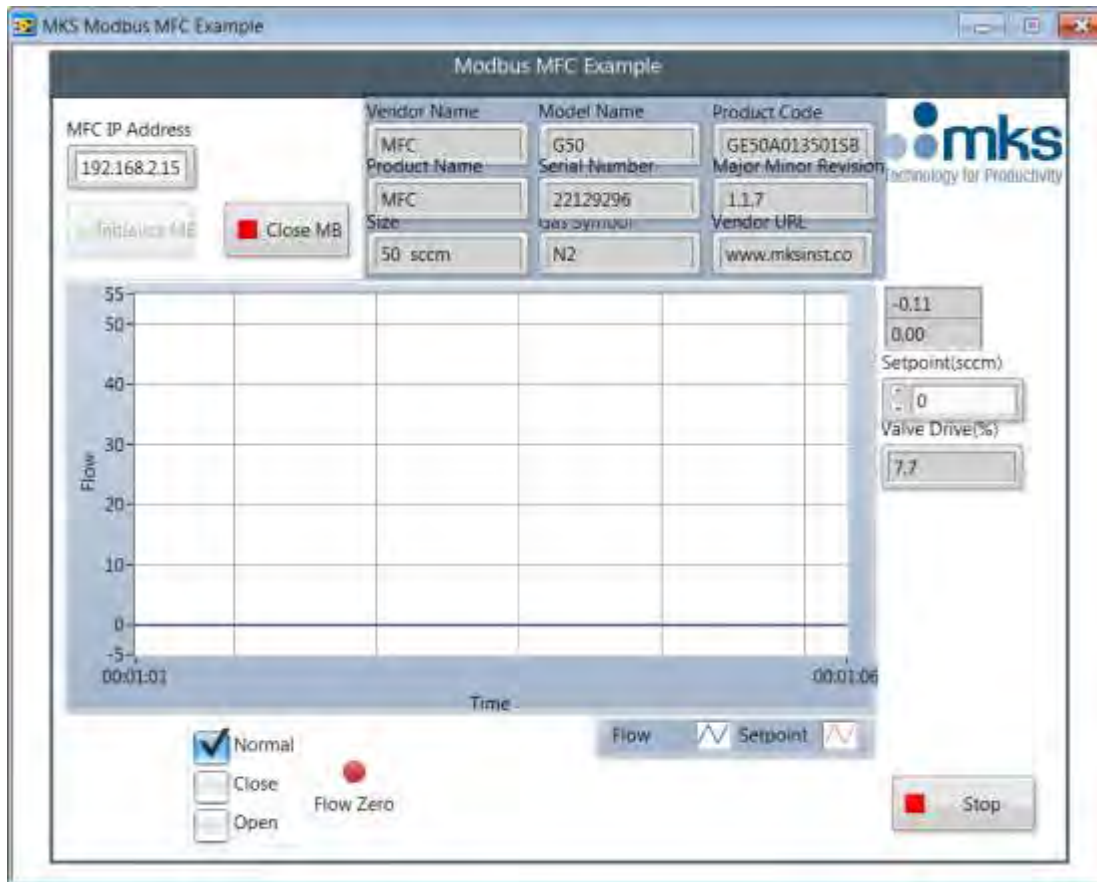 MKS Modbus MFC Example
Modbus MFC Example
MFC IP Address
192.168.2.15
Close MB
Vendor Name Model Name Product Code
MFC G50 GE50A013501SB
Product Name Serial Number Major Minor Revision
MFC 22129296 1.1.7
Size Gas Symbol Vendor URL
50 sccm N2 www.mksinst.co
mks
Technology for Productivity
-0.11
0.00
Setpoint(sccm)
0
Valve Drive(%)
7.7
Flow
55
50
40
30
20
10
0
-5
00:01:01 00:01:06
Time
Flow Setpoint
Normal
Close
Open
Flow Zero
Stop